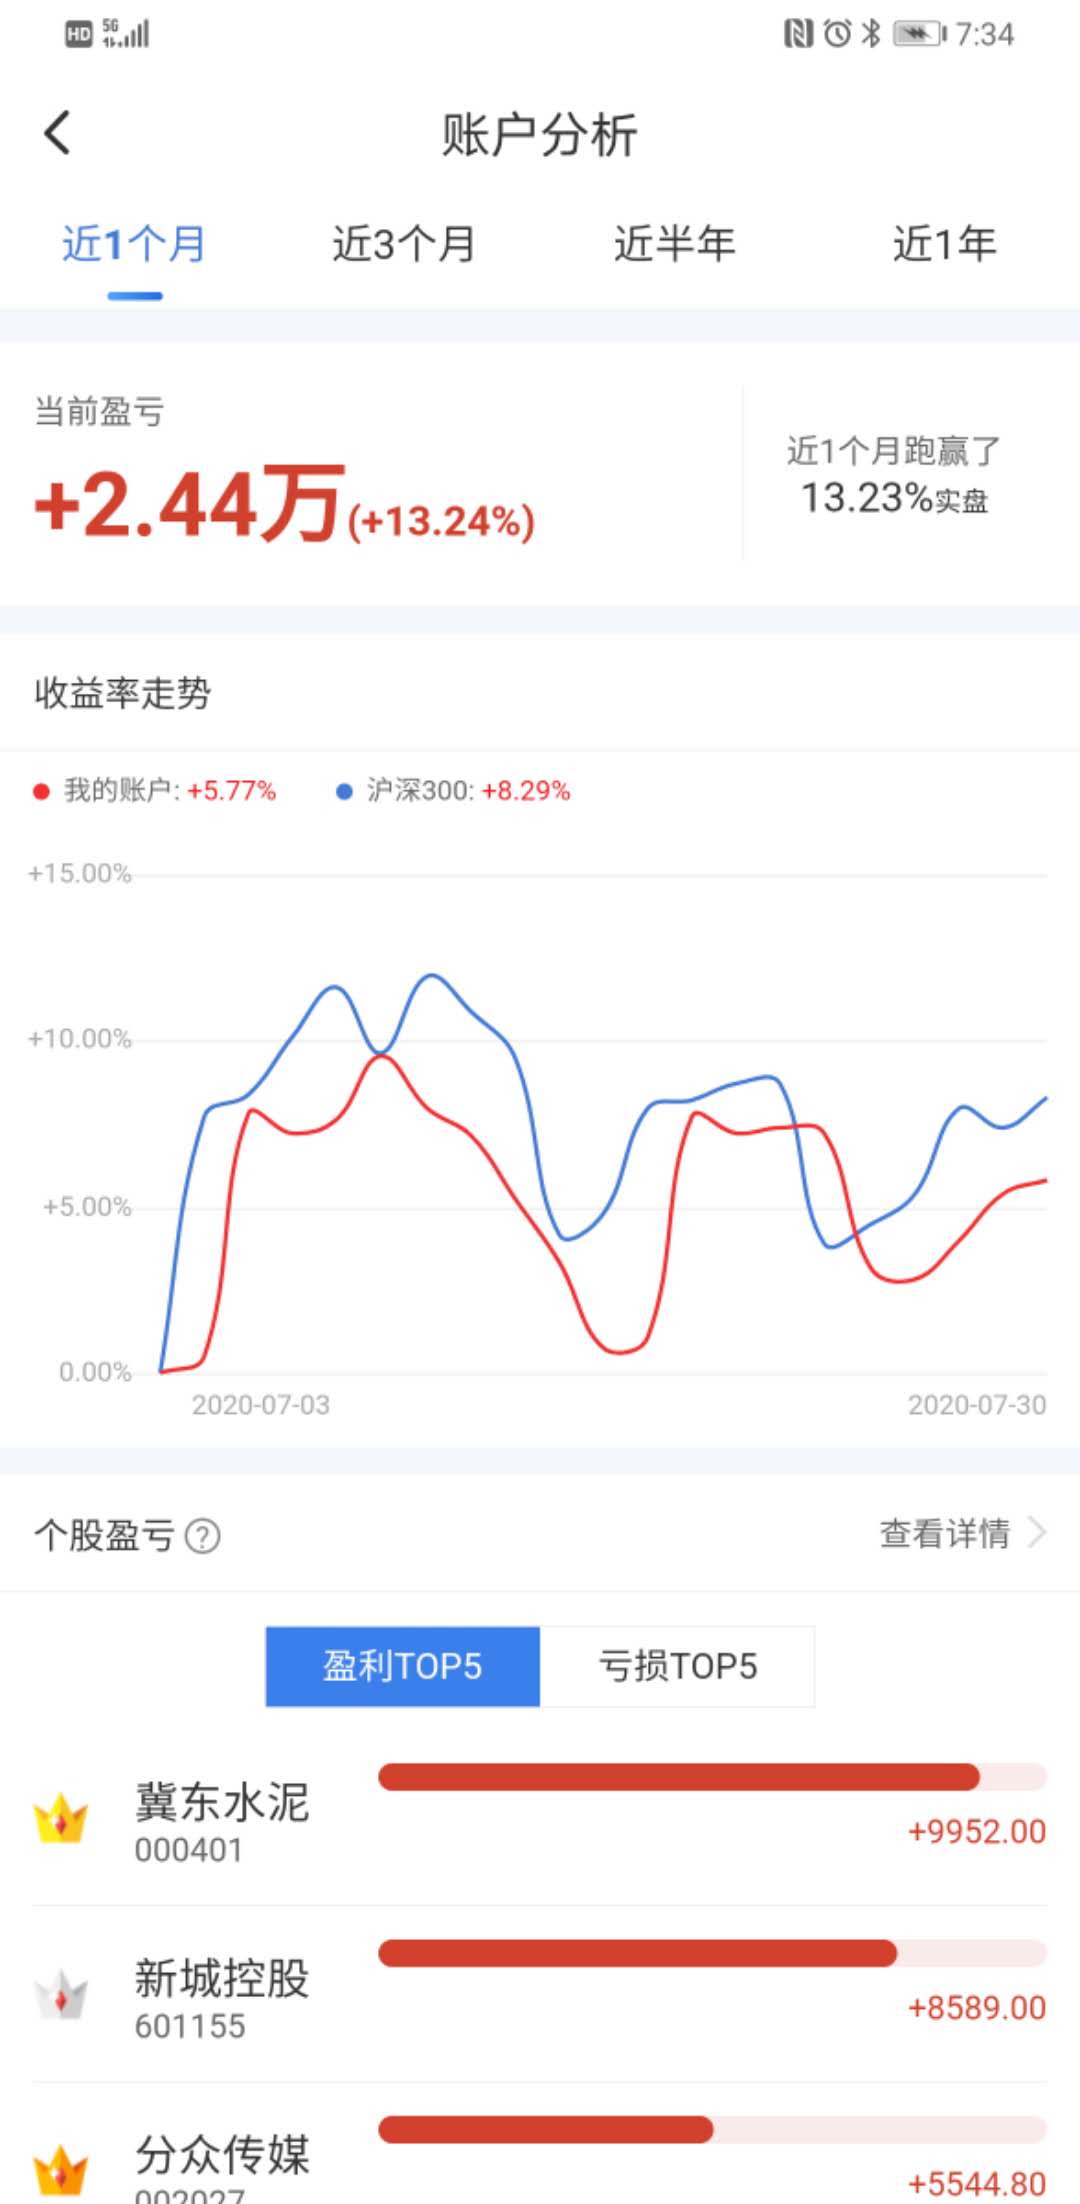 HD 5G 7:34
账户分析
近1个月 近3个月 近半年 近1年
当前盈亏
+2.44万(+13.24%)
近1个月跑赢了
13.23%实盘
收益率走势
我的账户: +5.77% 沪深300: +8.29%
+15.00%
+10.00%
+5.00%
0.00%
2020-07-03 2020-07-30
个股盈亏 ? 查看详情
盈利TOP5 亏损TOP5
冀东水泥
000401
+9952.00
新城控股
601155
+8589.00
分众传媒
002027
+5544.80